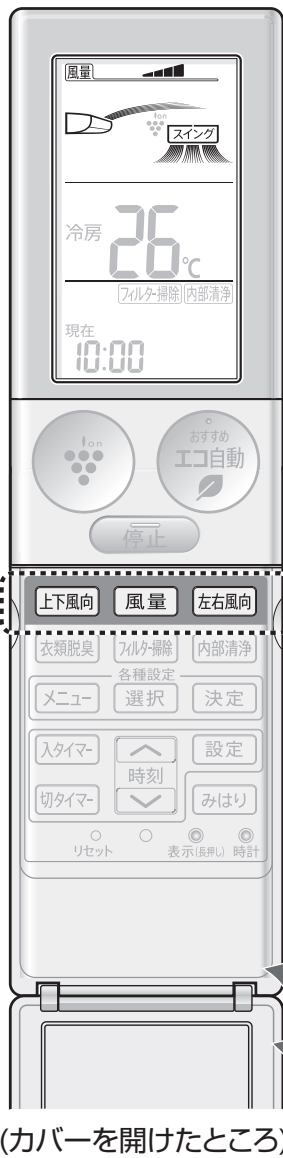 風量
Ion
スイング
冷房 26℃
フィルタ掃除 内部清浄
現在
10:00
Ion
おすすめ
エコ自動
停止
上下風向 風量 左右風向
衣類脱臭 フィルタ掃除 内部清浄
各種設定
メニュー 選択 決定
入タイマー 設定
時刻
切タイマー みはり
リセット 表示(長押し) 時計
(カバーを開けたところ)